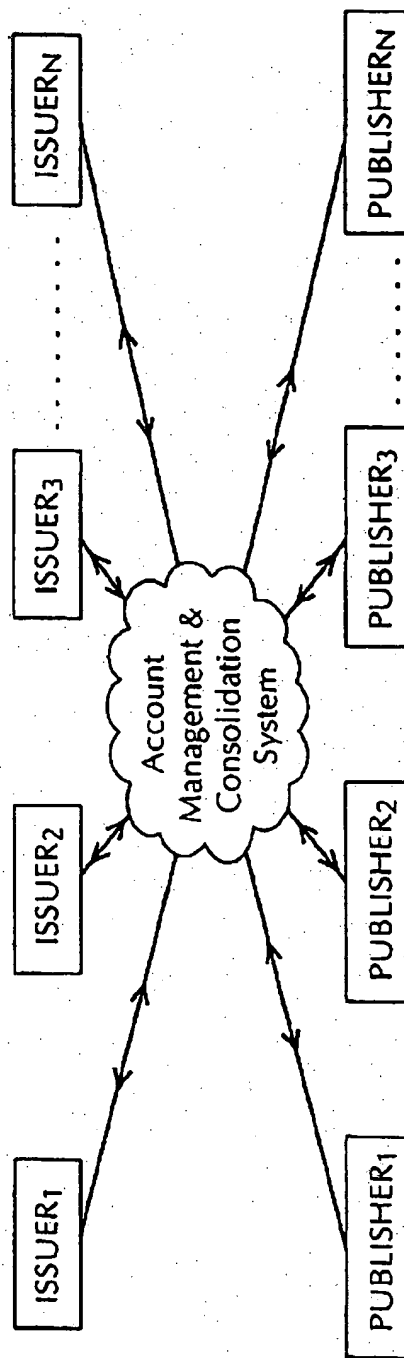 ISSUER₁
ISSUER₂
ISSUER₃
. . . . . . . . .
ISSUERN
Account
Management &
Consolidation
System
PUBLISHER₁
PUBLISHER₂
PUBLISHER₃
. . . . . . .
PUBLISHERN